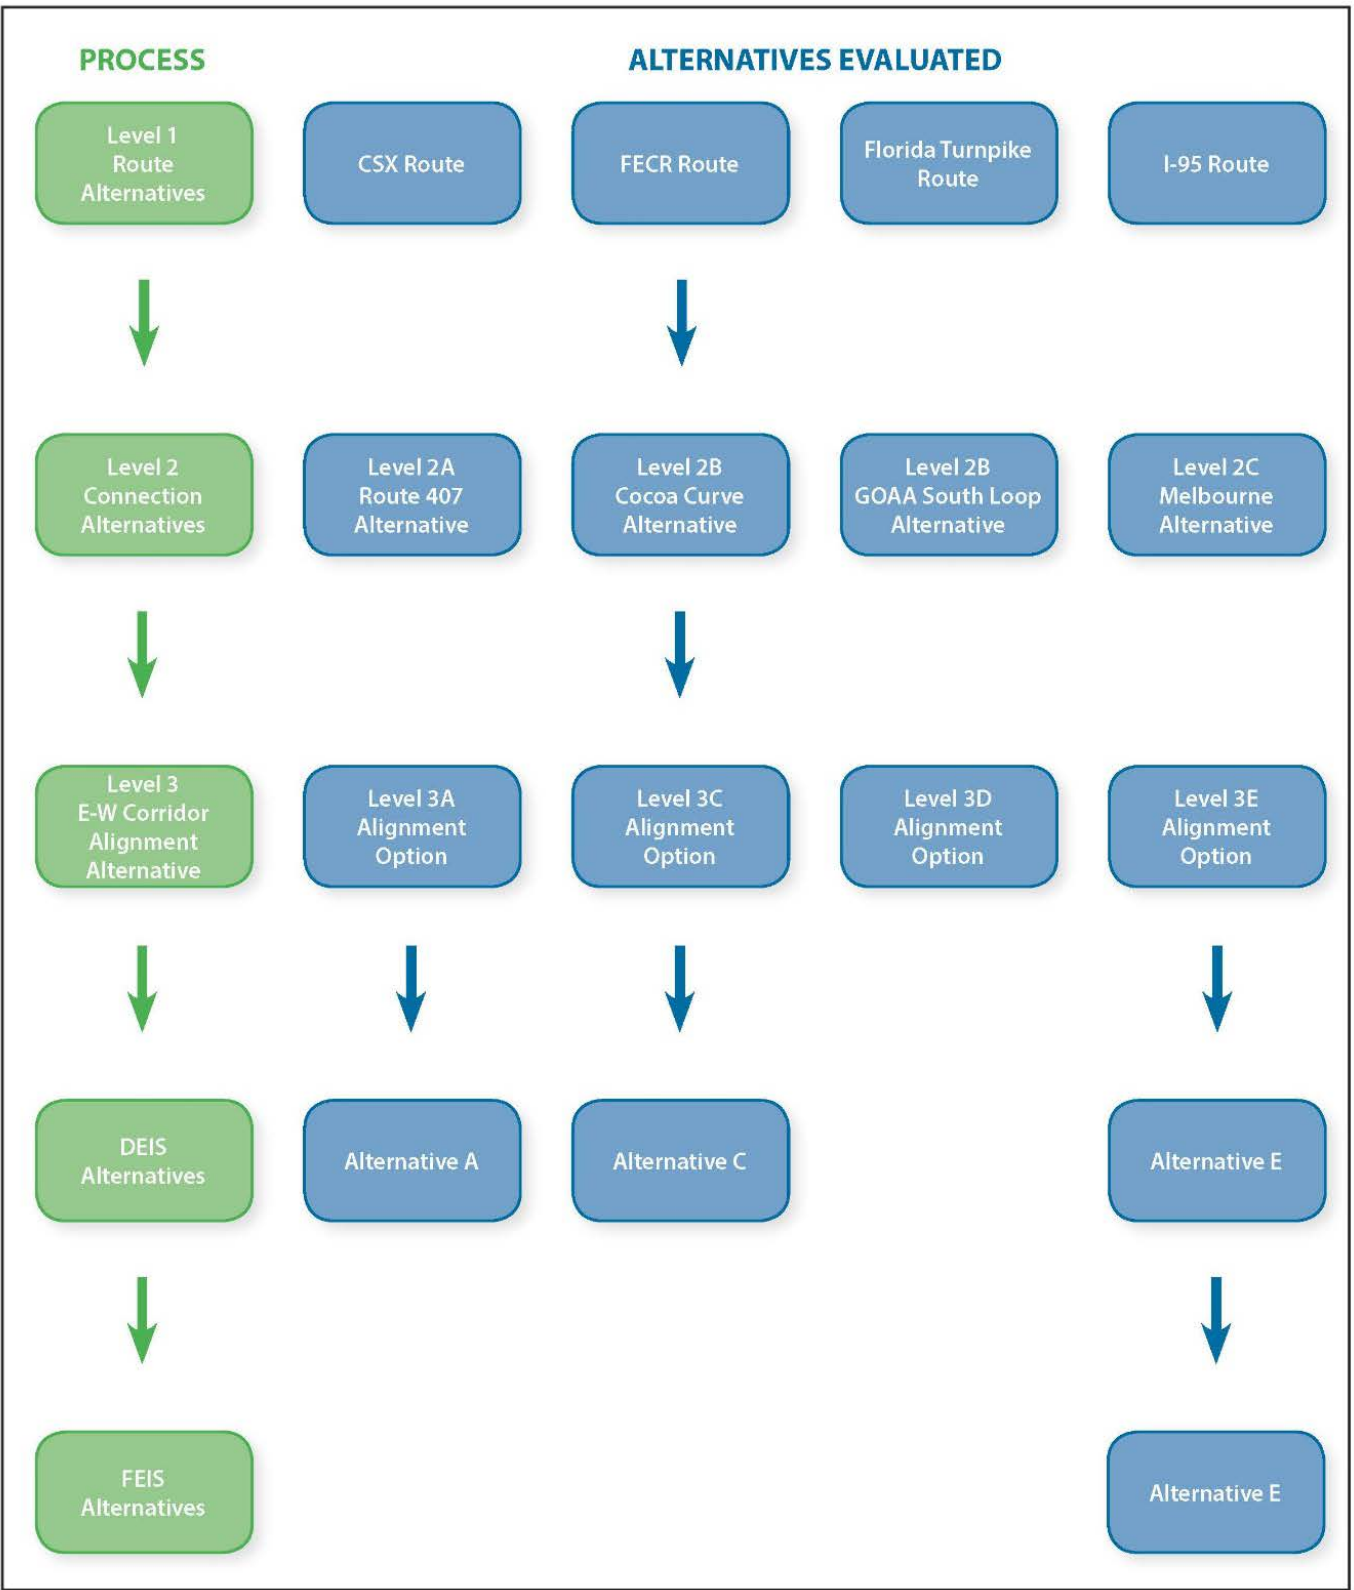 PROCESS
ALTERNATIVES EVALUATED
Level 1
Route
Alternatives
CSX Route
FECR Route
Florida Turnpike
Route
I-95 Route
Level 2
Connection
Alternatives
Level 2A
Route 407
Alternative
Level 2B
Cocoa Curve
Alternative
Level 2B
GOAA South Loop
Alternative
Level 2C
Melbourne
Alternative
Level 3
E-W Corridor
Alignment
Alternative
Level 3A
Alignment
Option
Level 3C
Alignment
Option
Level 3D
Alignment
Option
Level 3E
Alignment
Option
DEIS
Alternatives
Alternative A
Alternative C
Alternative E
FEIS
Alternatives
Alternative E